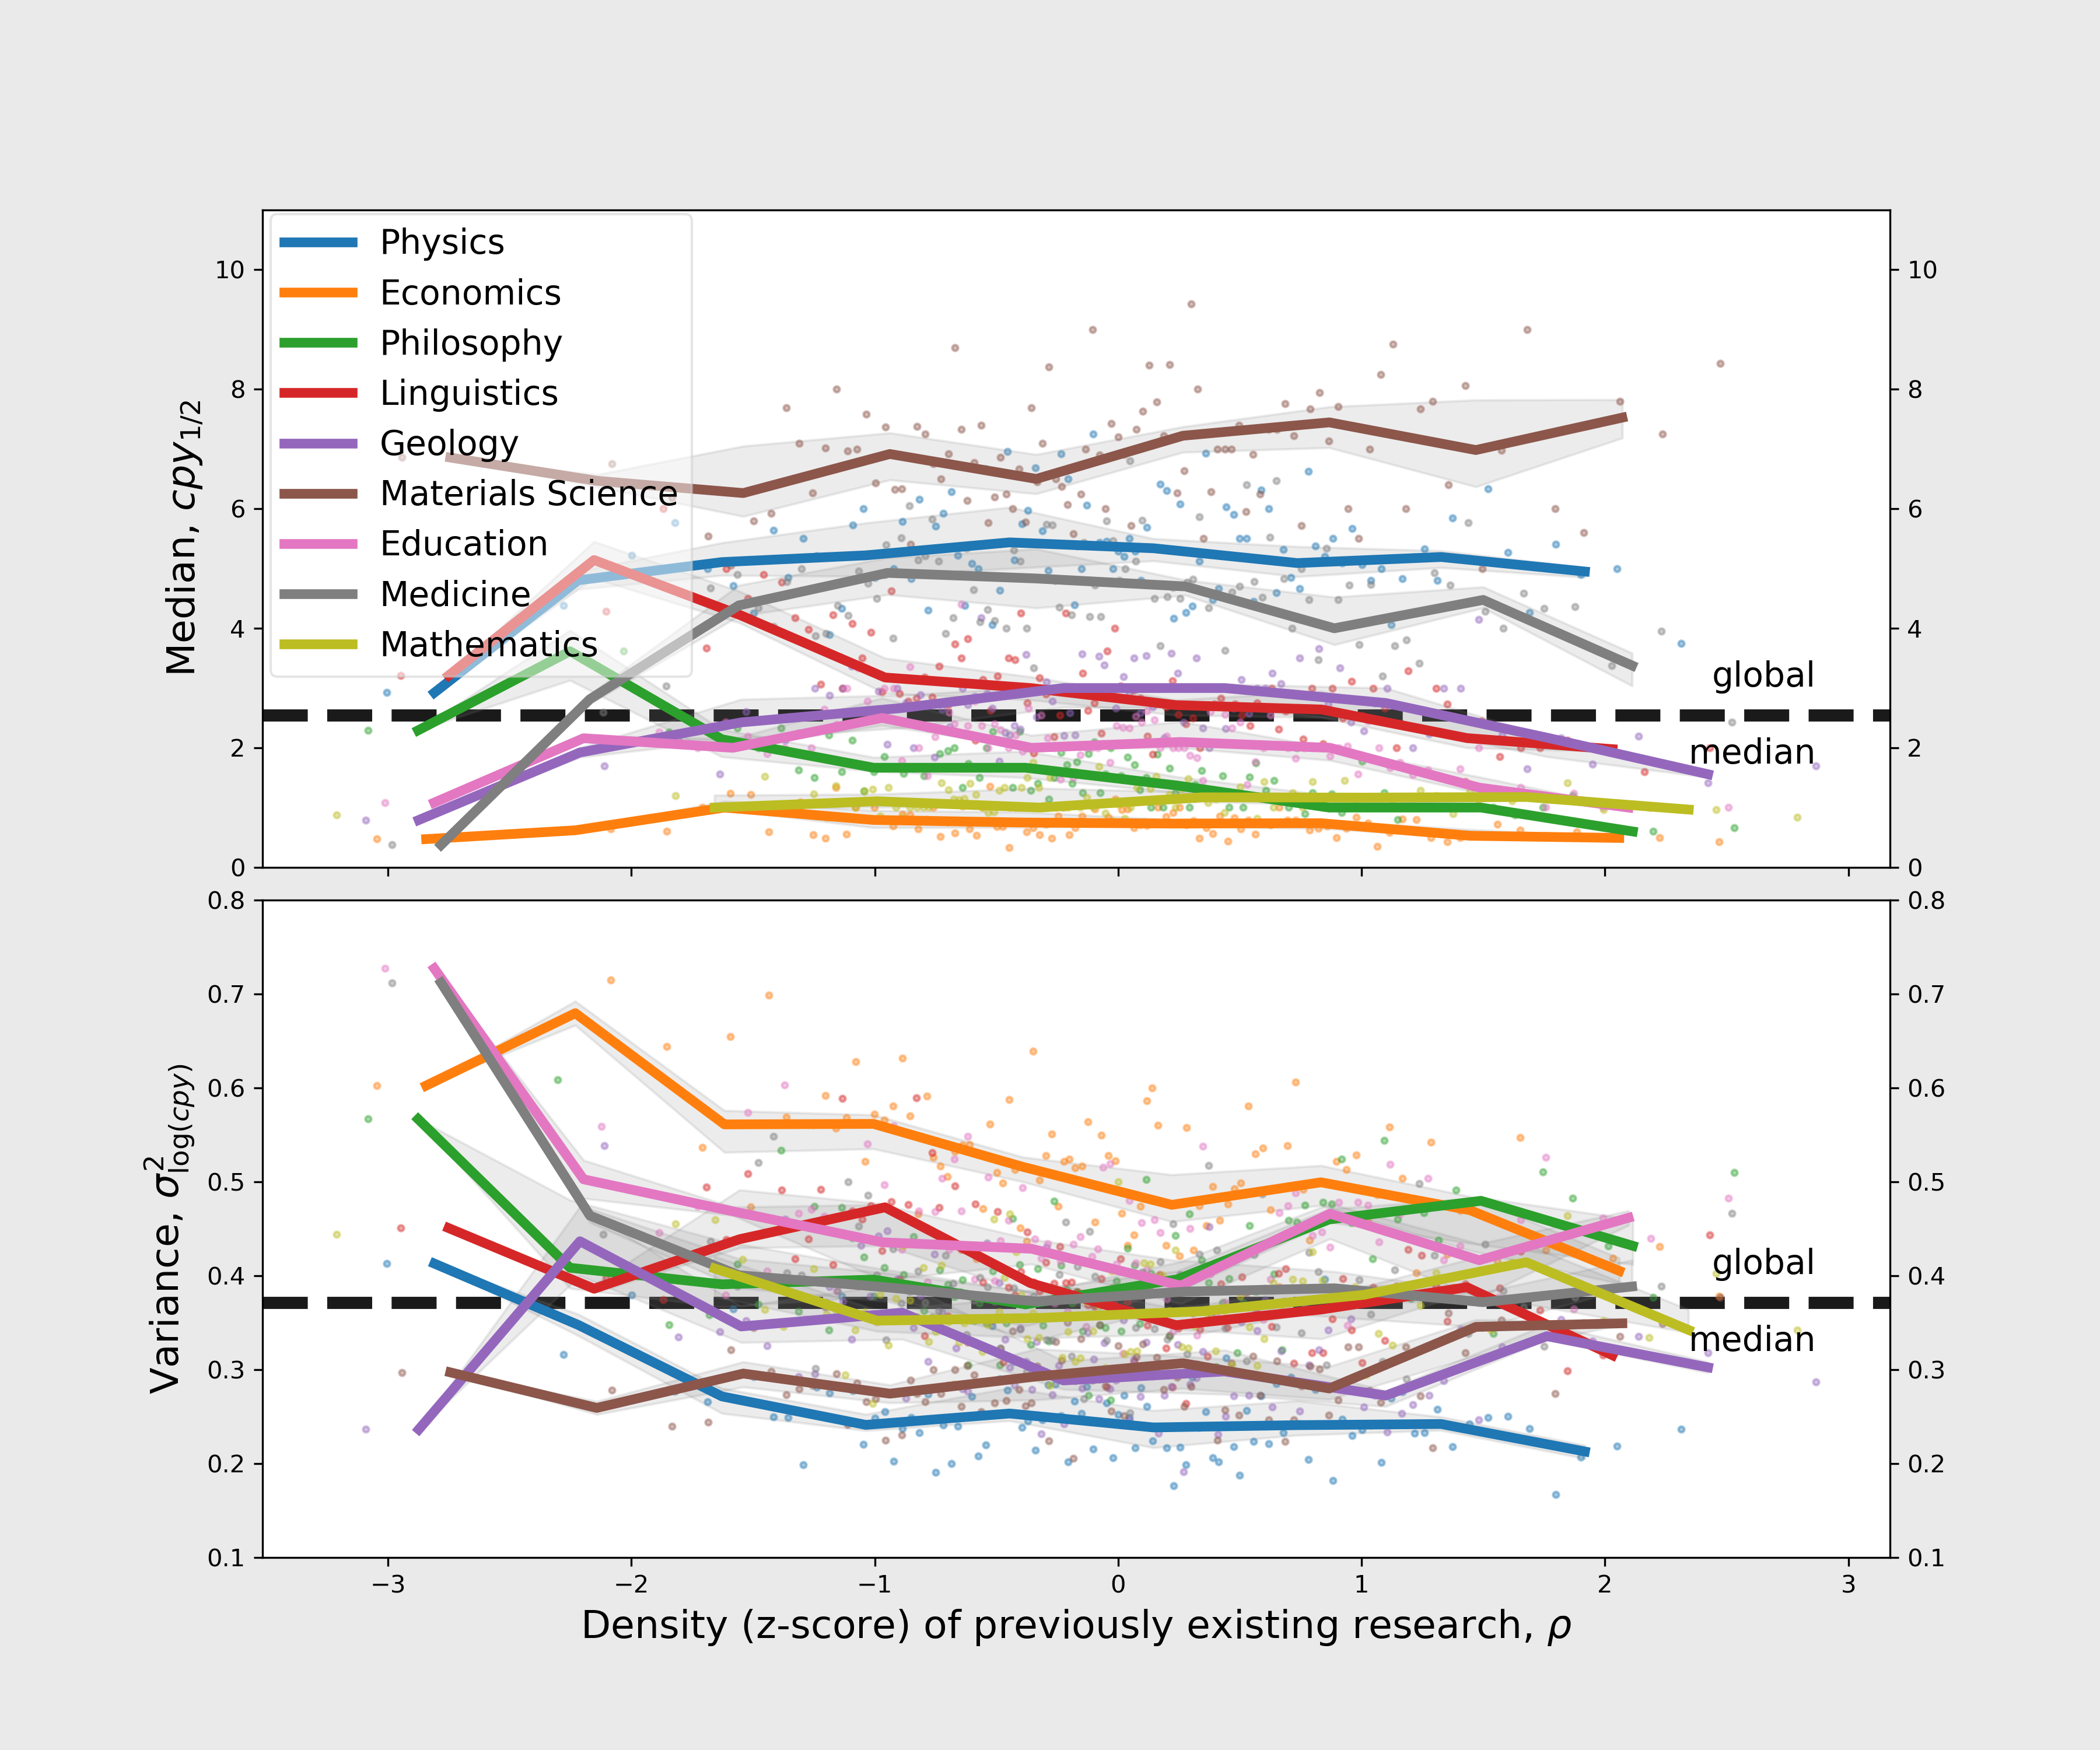 Physics
Economics
Philosophy
Linguistics
Geology
Materials Science
Education
Medicine
Mathematics
Median, cpy1/2
10
8
6
4
2
0
10
8
6
4
2
0
global
median
Variance, σ²log(cpy)
0.8
0.7
0.6
0.5
0.4
0.3
0.2
0.1
0.8
0.7
0.6
0.5
0.4
0.3
0.2
0.1
global
median
−3 −2 −1 0 1 2 3
Density (z-score) of previously existing research, ρ